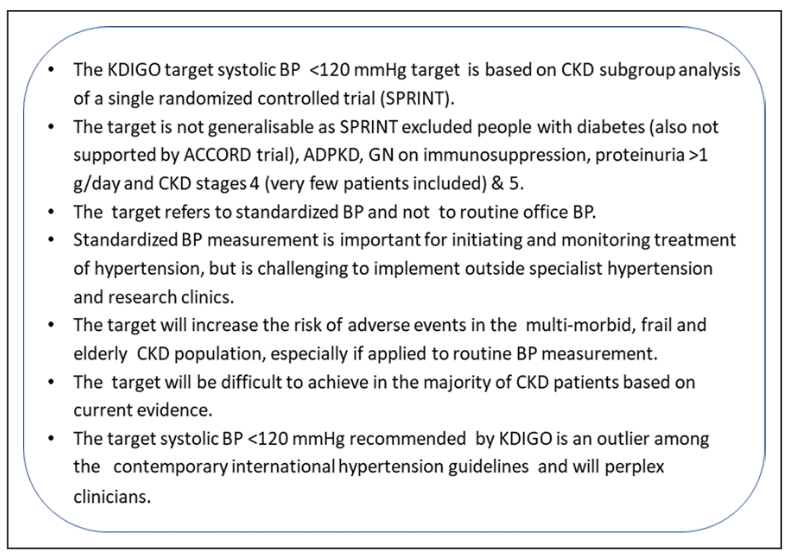 • The KDIGO target systolic BP <120 mmHg target is based on CKD subgroup analysis
of a single randomized controlled trial (SPRINT).
• The target is not generalisable as SPRINT excluded people with diabetes (also not
supported by ACCORD trial), ADPKD, GN on immunosuppression, proteinuria >1
g/day and CKD stages 4 (very few patients included) & 5.
• The target refers to standardized BP and not to routine office BP.
• Standardized BP measurement is important for initiating and monitoring treatment
of hypertension, but is challenging to implement outside specialist hypertension
and research clinics.
• The target will increase the risk of adverse events in the multi-morbid, frail and
elderly CKD population, especially if applied to routine BP measurement.
• The target will be difficult to achieve in the majority of CKD patients based on
current evidence.
• The target systolic BP <120 mmHg recommended by KDIGO is an outlier among
the contemporary international hypertension guidelines and will perplex
clinicians.